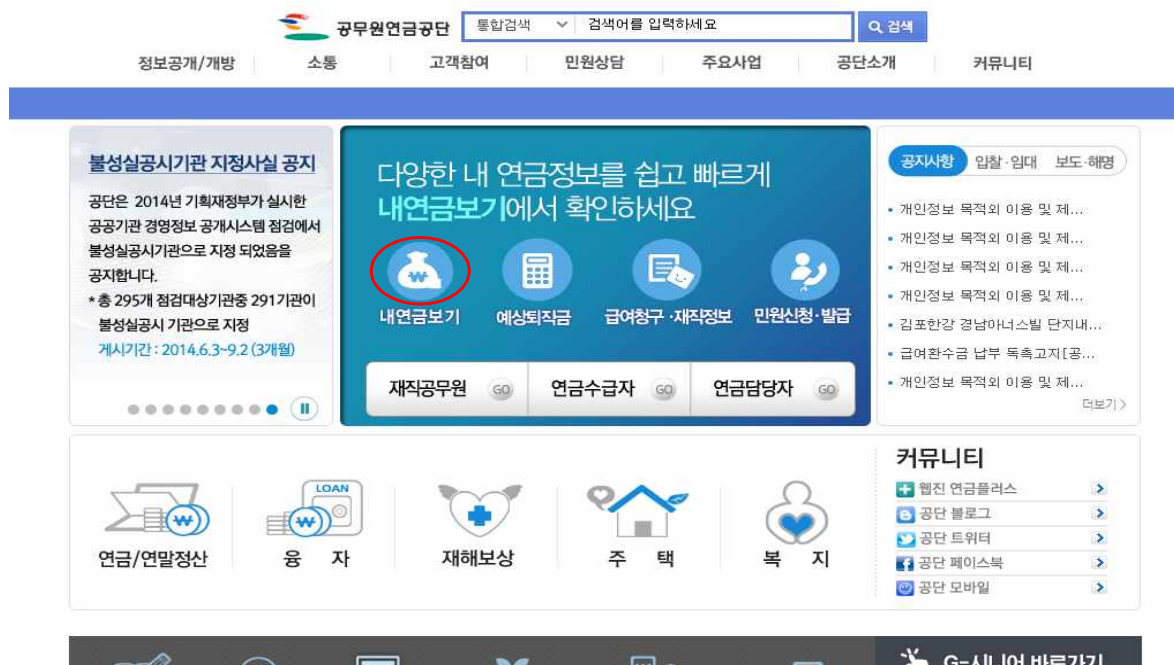 공무원연금공단
통합검색
검색어를 입력하세요
검색
정보공개/개방 소통 고객참여 민원상담 주요사업 공단소개 커뮤니티
불성실공시기관 지정사실 공지
공단은 2014년 기획재정부가 실시한
공공기관 경영정보 공개시스템 점검에서
불성실공시기관으로 지정 되었음을
공지합니다.
* 총 295개 점검대상기관중 291기관이
불성실공시 기관으로 지정
게시기간 : 2014.6.3~9.2 (3개월)
다양한 내 연금정보를 쉽고 빠르게
내연금보기에서 확인하세요
내연금보기 예상퇴직금 급여청구·재직정보 민원신청·발급
재직공무원 GO 연금수급자 GO 연금담당자 GO
공지사항 입찰·임대 보도·해명
개인정보 목적외 이용 및 제...
개인정보 목적외 이용 및 제...
개인정보 목적외 이용 및 제...
개인정보 목적외 이용 및 제...
김포한강 경남아너스빌 단지내...
급여환수금 납부 독촉고지[공...
개인정보 목적외 이용 및 제...
더보기
LOAN
연금/연말정산 융 자 재해보상 주 택 복 지
커뮤니티
웹진 연금플러스
공단 블로그
공단 트위터
공단 페이스북
공단 모바일
G-시니어 바로가기